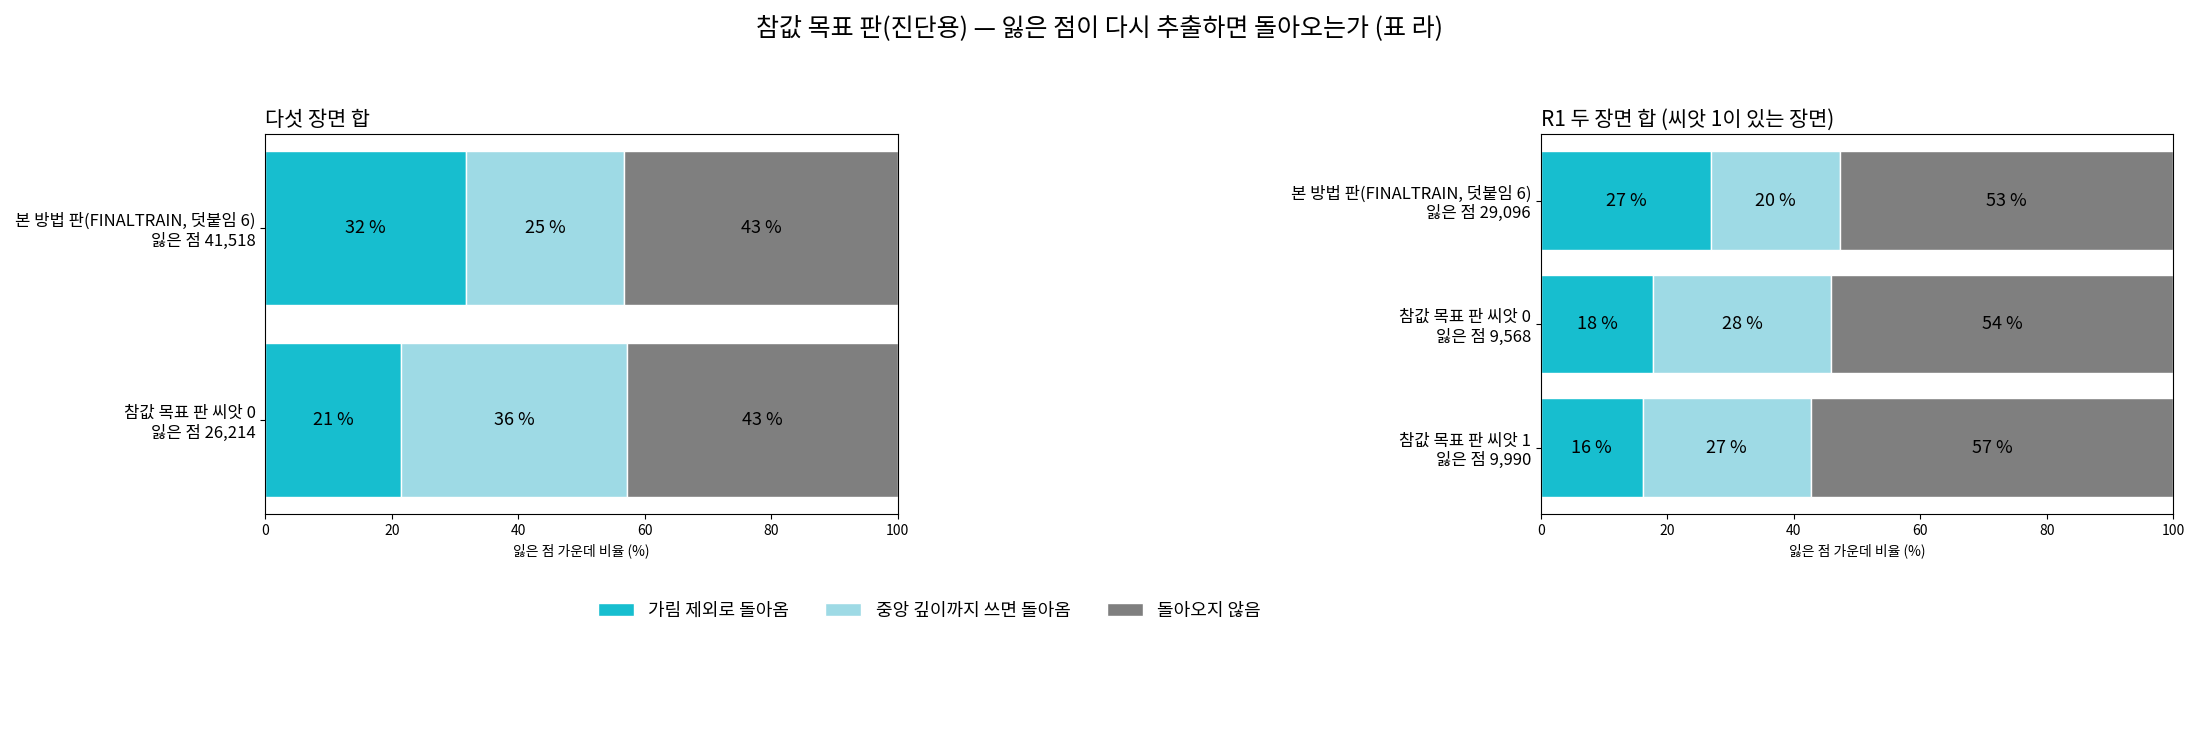 참값 목표 판(진단용) — 잃은 점이 다시 추출하면 돌아오는가 (표 라)
다섯 장면 합
본 방법 판(FINALTRAIN, 덧붙임 6)
잃은 점 41,518
32 %
25 %
43 %
참값 목표 판 씨앗 0
잃은 점 26,214
21 %
36 %
43 %
0
20
40
60
80
100
잃은 점 가운데 비율 (%)
R1 두 장면 합 (씨앗 1이 있는 장면)
본 방법 판(FINALTRAIN, 덧붙임 6)
잃은 점 29,096
27 %
20 %
53 %
참값 목표 판 씨앗 0
잃은 점 9,568
18 %
28 %
54 %
참값 목표 판 씨앗 1
잃은 점 9,990
16 %
27 %
57 %
0
20
40
60
80
100
잃은 점 가운데 비율 (%)
가림 제외로 돌아옴
중앙 깊이까지 쓰면 돌아옴
돌아오지 않음